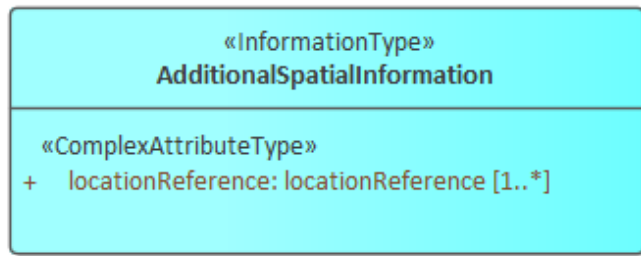 «InformationType»
AdditionalSpatialInformation
«ComplexAttributeType»
+ locationReference: locationReference [1..*]